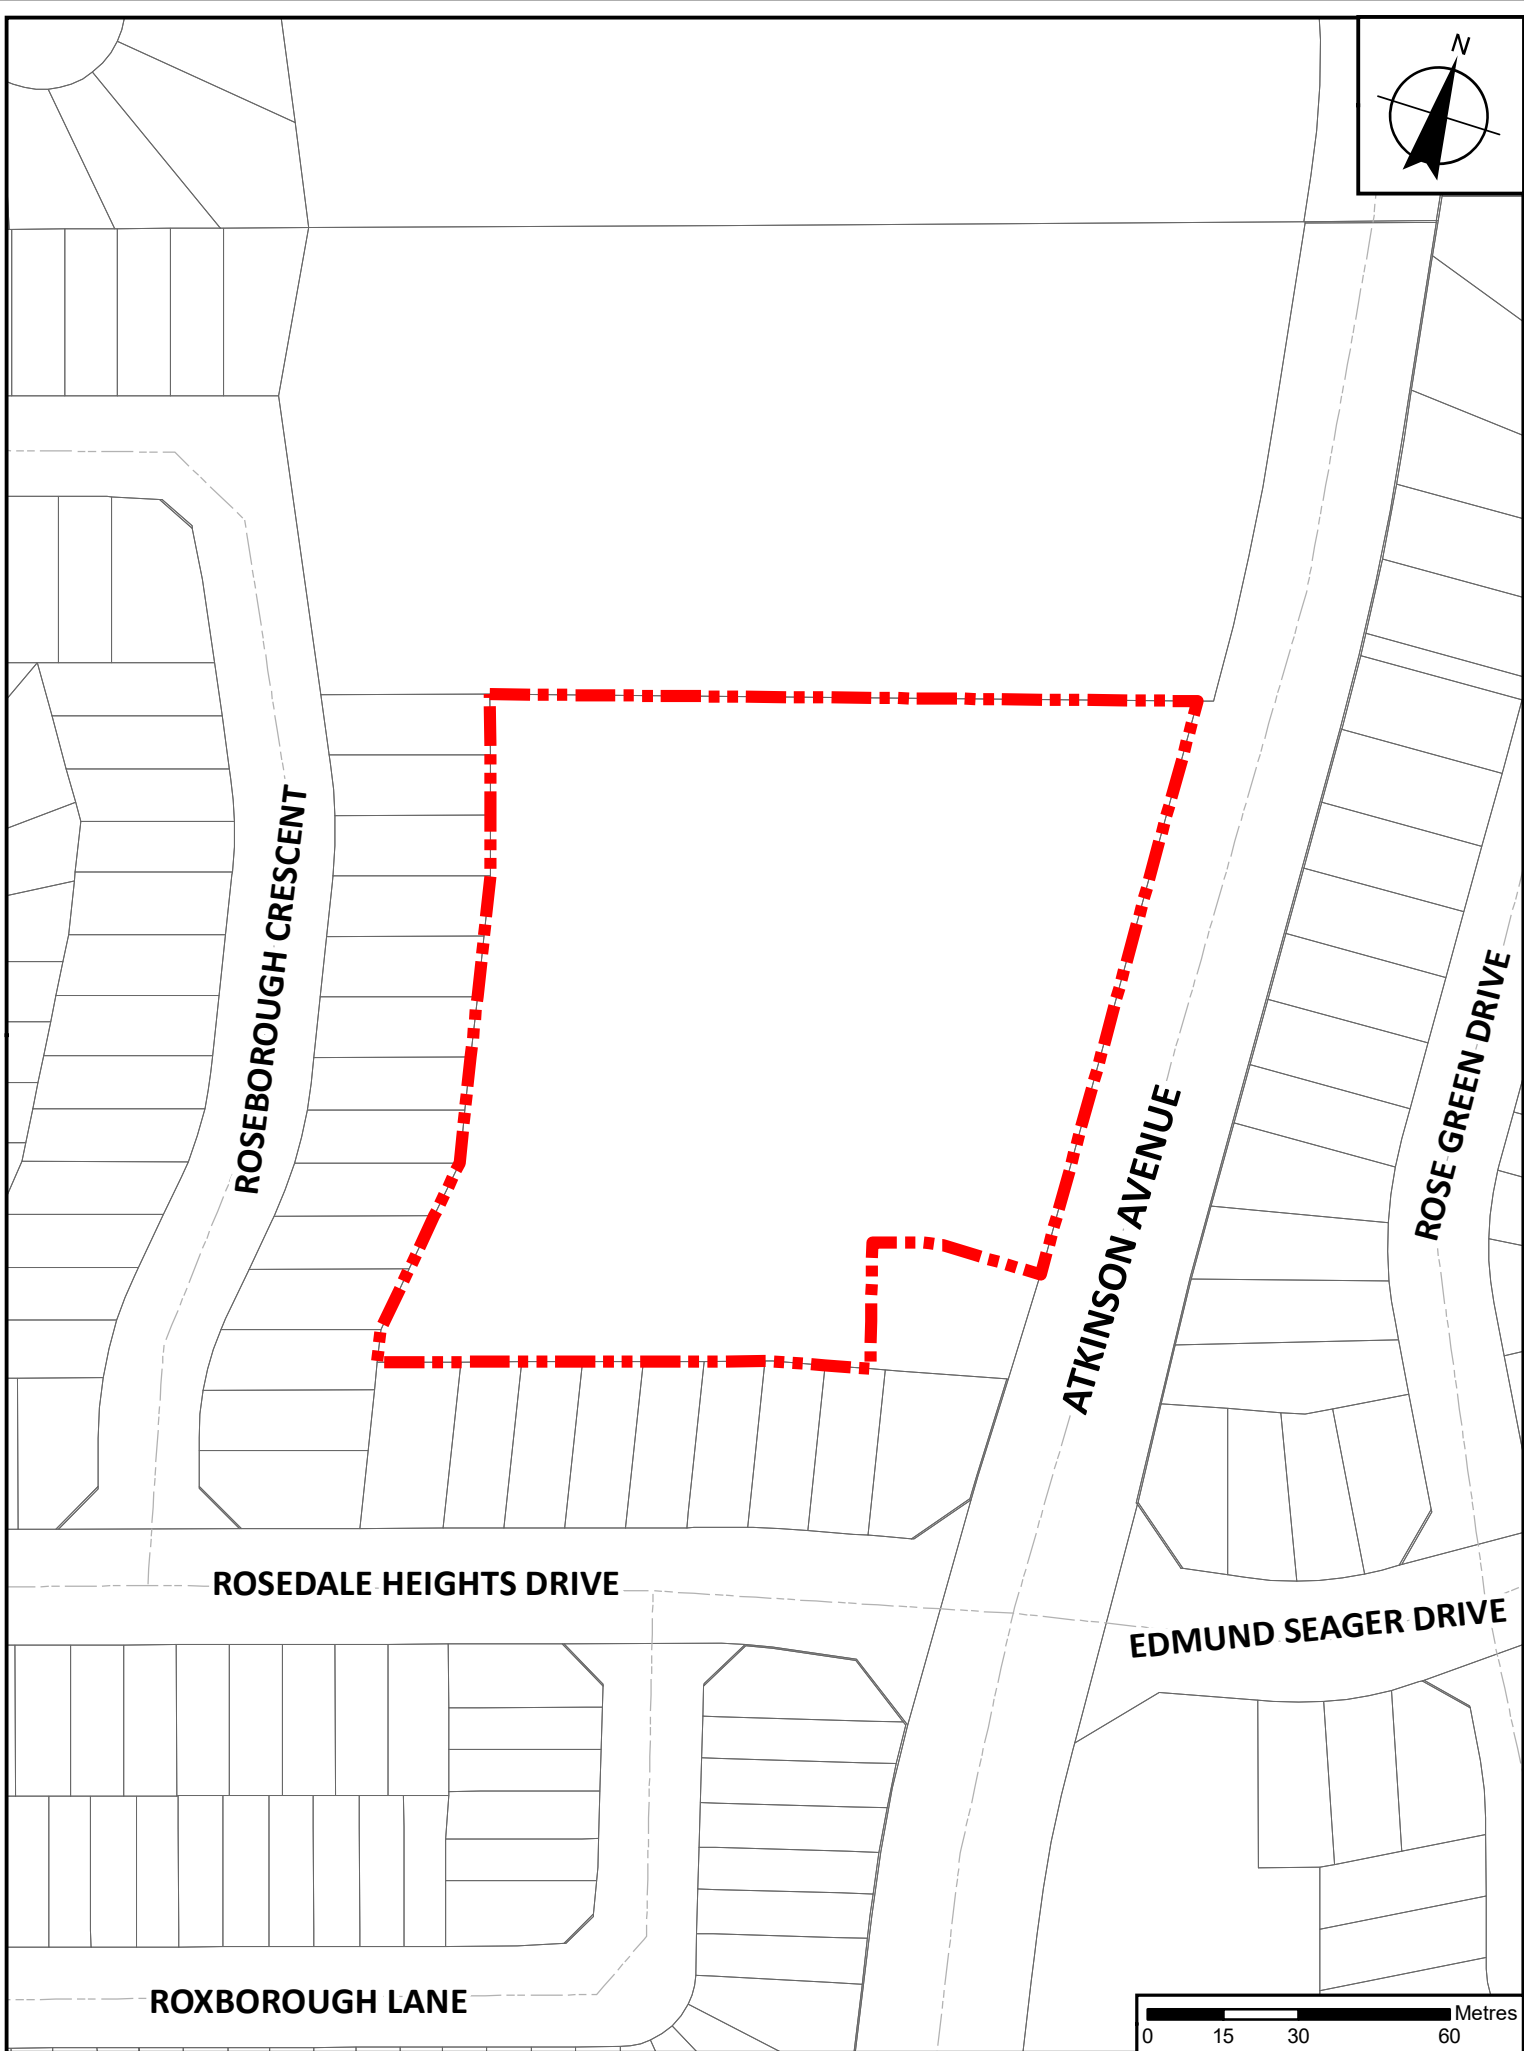 N
ROSEBOROUGH CRESCENT
ROSE GREEN DRIVE
ATKINSON AVENUE
ROSEDALE HEIGHTS DRIVE
EDMUND SEAGER DRIVE
ROXBOROUGH LANE
Metres
0 15 30 60